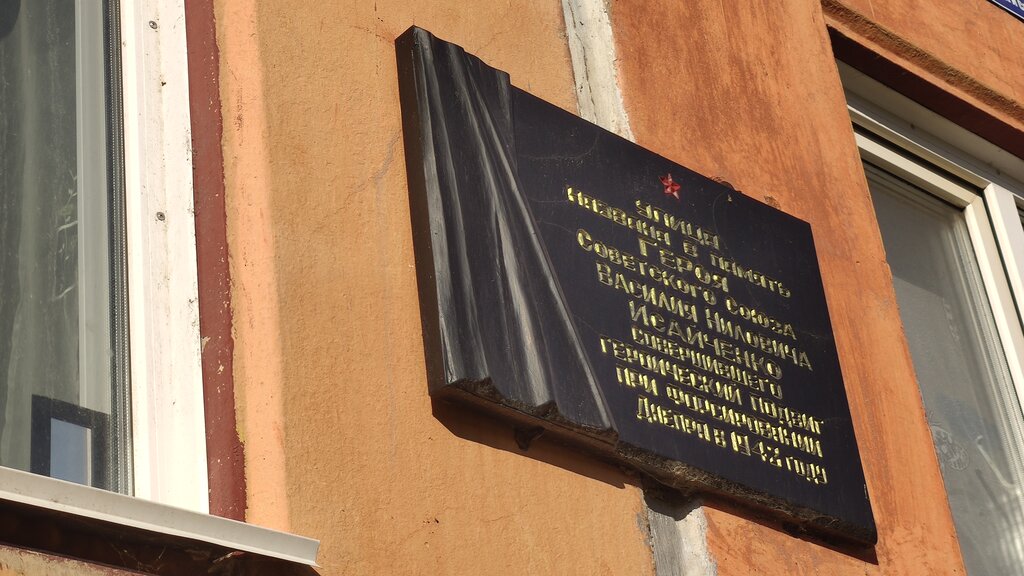 УЛИЦА
НАЗВАНА В ПАМЯТЬ
ГЕРОЯ
СОВЕТСКОГО СОЮЗА
ВАСИЛИЯ НИЛОВИЧА
ИСАЙЧЕНКО
СОВЕРШИВШЕГО
ГЕРОИЧЕСКИЙ ПОДВИГ
ПРИ ФОРСИРОВАНИИ
ДНЕПРА В 1943 ГОДУ